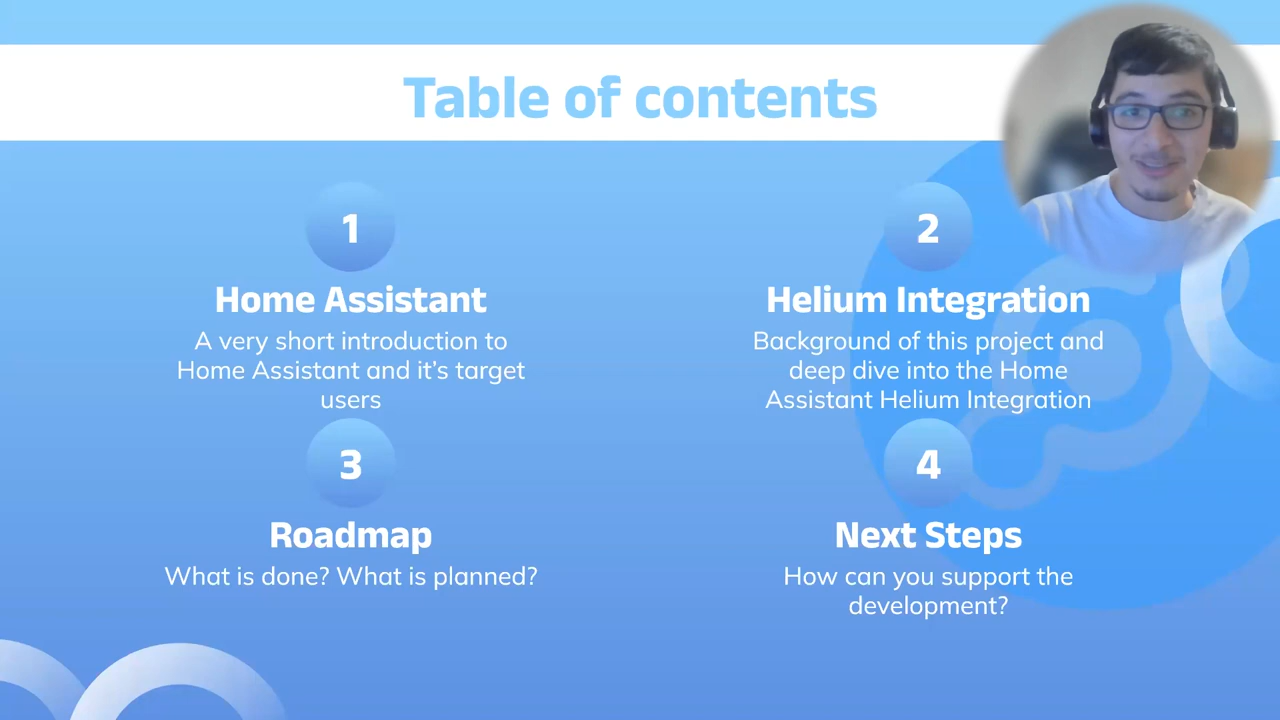 Table of contents
1
Home Assistant
A very short introduction to
Home Assistant and it’s target
users
2
Helium Integration
Background of this project and
deep dive into the Home
Assistant Helium Integration
3
Roadmap
What is done? What is planned?
4
Next Steps
How can you support the
development?